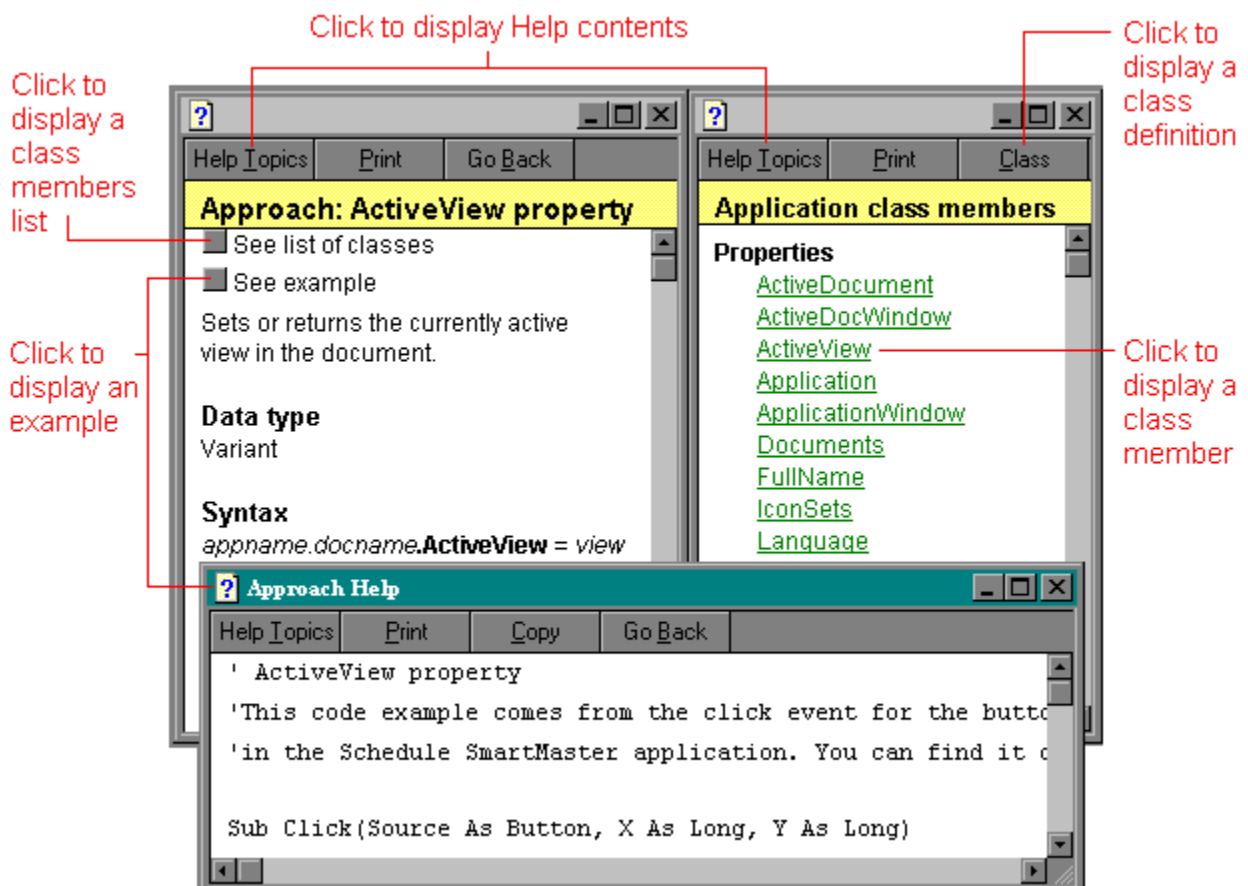 Click to display Help contents
Click to
display a
class
definition
Click to
display a
class
members
list
Help Topics Print Go Back
Approach: ActiveView property
See list of classes
See example
Sets or returns the currently active
view in the document.
Data type
Variant
Syntax
appname.docname.ActiveView = view
Click to
display an
example
Help Topics Print Class
Application class members
Properties
ActiveDocument
ActiveDocWindow
ActiveView
Application
ApplicationWindow
Documents
FullName
IconSets
Language
Click to
display a
class
member
Approach Help
Help Topics Print Copy Go Back
' ActiveView property
'This code example comes from the click event for the butto
'in the Schedule SmartMaster application. You can find it
Sub Click(Source As Button, X As Long, Y As Long)